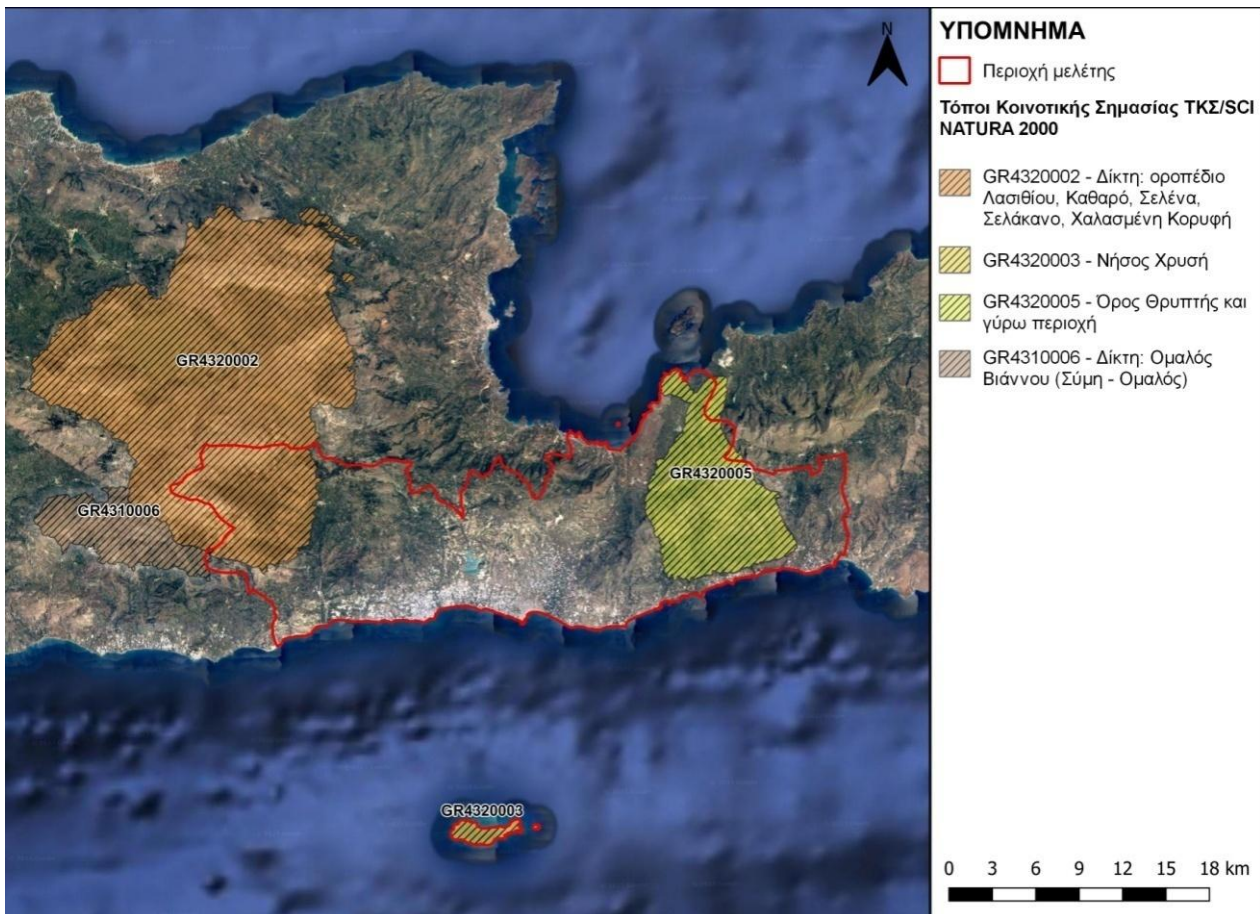 N
ΥΠΟΜΝΗΜΑ
Περιοχή μελέτης
Τόποι Κοινοτικής Σημασίας ΤΚΣ/SCI
NATURA 2000
GR4320002 - Δίκτη: οροπέδιο
Λασιθίου, Καθαρό, Σελένα,
Σελάκανο, Χαλασμένη Κορυφή
GR4320003 - Νήσος Χρυσή
GR4320005 - Όρος Θρυπτής και
γύρω περιοχή
GR4310006 - Δίκτη: Ομαλός
Βιάννου (Σύμη - Ομαλός)
GR4320002
GR4320005
GR4310006
GR4320003
0 3 6 9 12 15 18 km